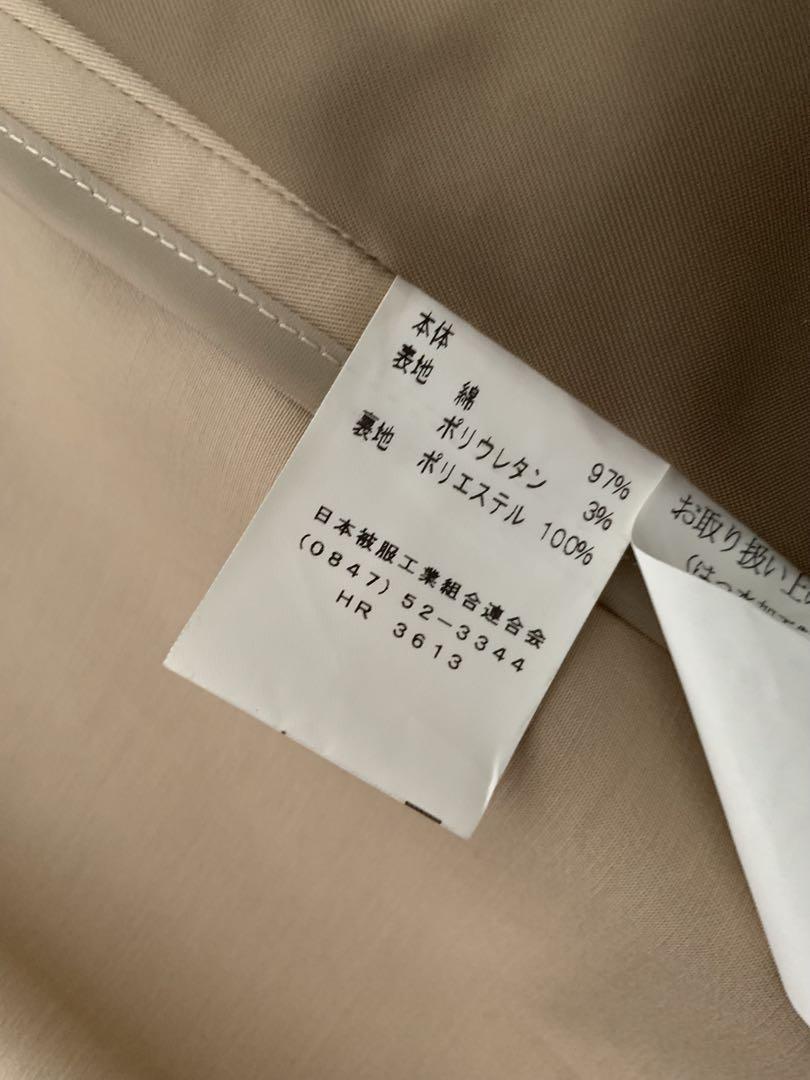 本体
表地 綿 97%
ポリウレタン 3%
裏地 ポリエステル 100%
日本被服工業組合連合会
(0847) 52-3344
HR 3613
お取り扱い上の